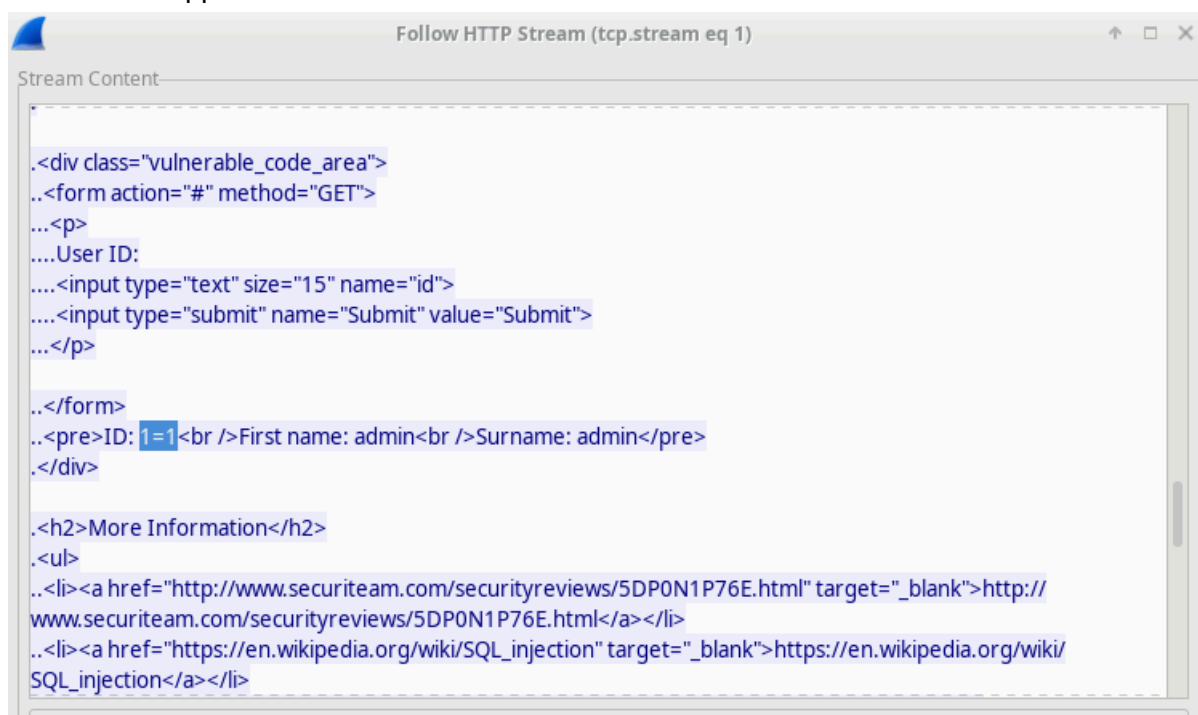 Follow HTTP Stream (tcp.stream eq 1)
Stream Content
.<div class="vulnerable_code_area">
..<form action="#" method="GET">
...<p>
....User ID:
....<input type="text" size="15" name="id">
....<input type="submit" name="Submit" value="Submit">
...</p>
..</form>
..<pre>ID: 1=1<br />First name: admin<br />Surname: admin</pre>
.</div>
.<h2>More Information</h2>
.<ul>
..<li><a href="http://www.securiteam.com/securityreviews/5DP0N1P76E.html" target="_blank">http://
www.securiteam.com/securityreviews/5DP0N1P76E.html</a></li>
..<li><a href="https://en.wikipedia.org/wiki/SQL_injection" target="_blank">https://en.wikipedia.org/wiki/
SQL_injection</a></li>